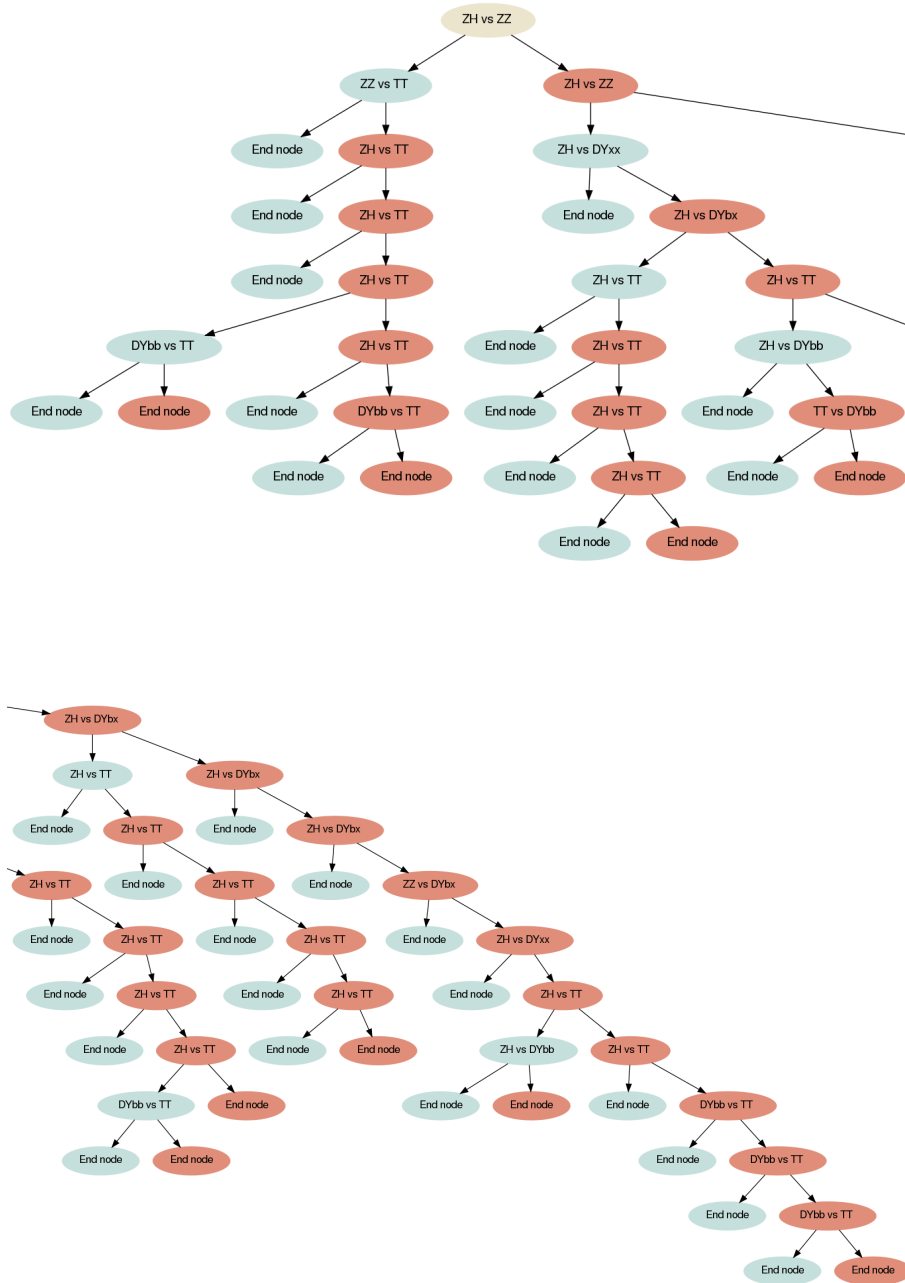 ZH vs ZZ
ZZ vs TT
ZH vs ZZ
End node
ZH vs TT
ZH vs DYxx
End node
ZH vs TT
End node
ZH vs DYbx
End node
ZH vs TT
ZH vs TT
ZH vs TT
DYbb vs TT
ZH vs TT
End node
ZH vs TT
ZH vs DYbb
End node
End node
End node
DYbb vs TT
End node
ZH vs TT
End node
TT vs DYbb
End node
End node
End node
ZH vs TT
End node
End node
End node
End node
ZH vs DYbx
ZH vs TT
ZH vs DYbx
End node
ZH vs TT
End node
ZH vs DYbx
ZH vs TT
End node
ZH vs TT
End node
ZZ vs DYbx
End node
ZH vs TT
End node
ZH vs TT
End node
ZH vs DYxx
End node
ZH vs TT
End node
ZH vs TT
End node
ZH vs TT
End node
ZH vs TT
End node
End node
ZH vs DYbb
ZH vs TT
DYbb vs TT
End node
End node
End node
End node
DYbb vs TT
End node
End node
End node
DYbb vs TT
End node
DYbb vs TT
End node
End node